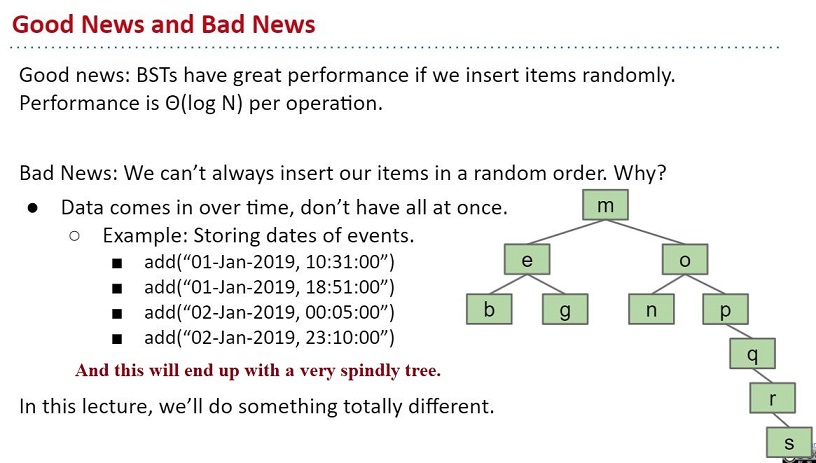 Good News and Bad News
Good news: BSTs have great performance if we insert items randomly.
Performance is Θ(log N) per operation.
Bad News: We can’t always insert our items in a random order. Why?
● Data comes in over time, don’t have all at once.
○ Example: Storing dates of events.
■ add(“01-Jan-2019, 10:31:00”)
■ add(“01-Jan-2019, 18:51:00”)
■ add(“02-Jan-2019, 00:05:00”)
■ add(“02-Jan-2019, 23:10:00”)
And this will end up with a very spindly tree.
In this lecture, we’ll do something totally different.
m
e o
b g n p
q
r
s